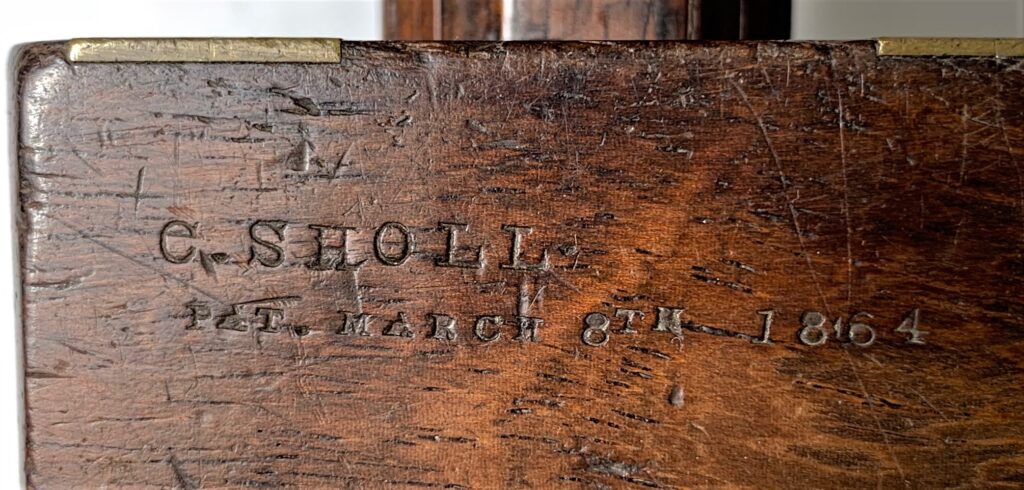 C. SHOLL.
PAT. MARCH 8TH 1864